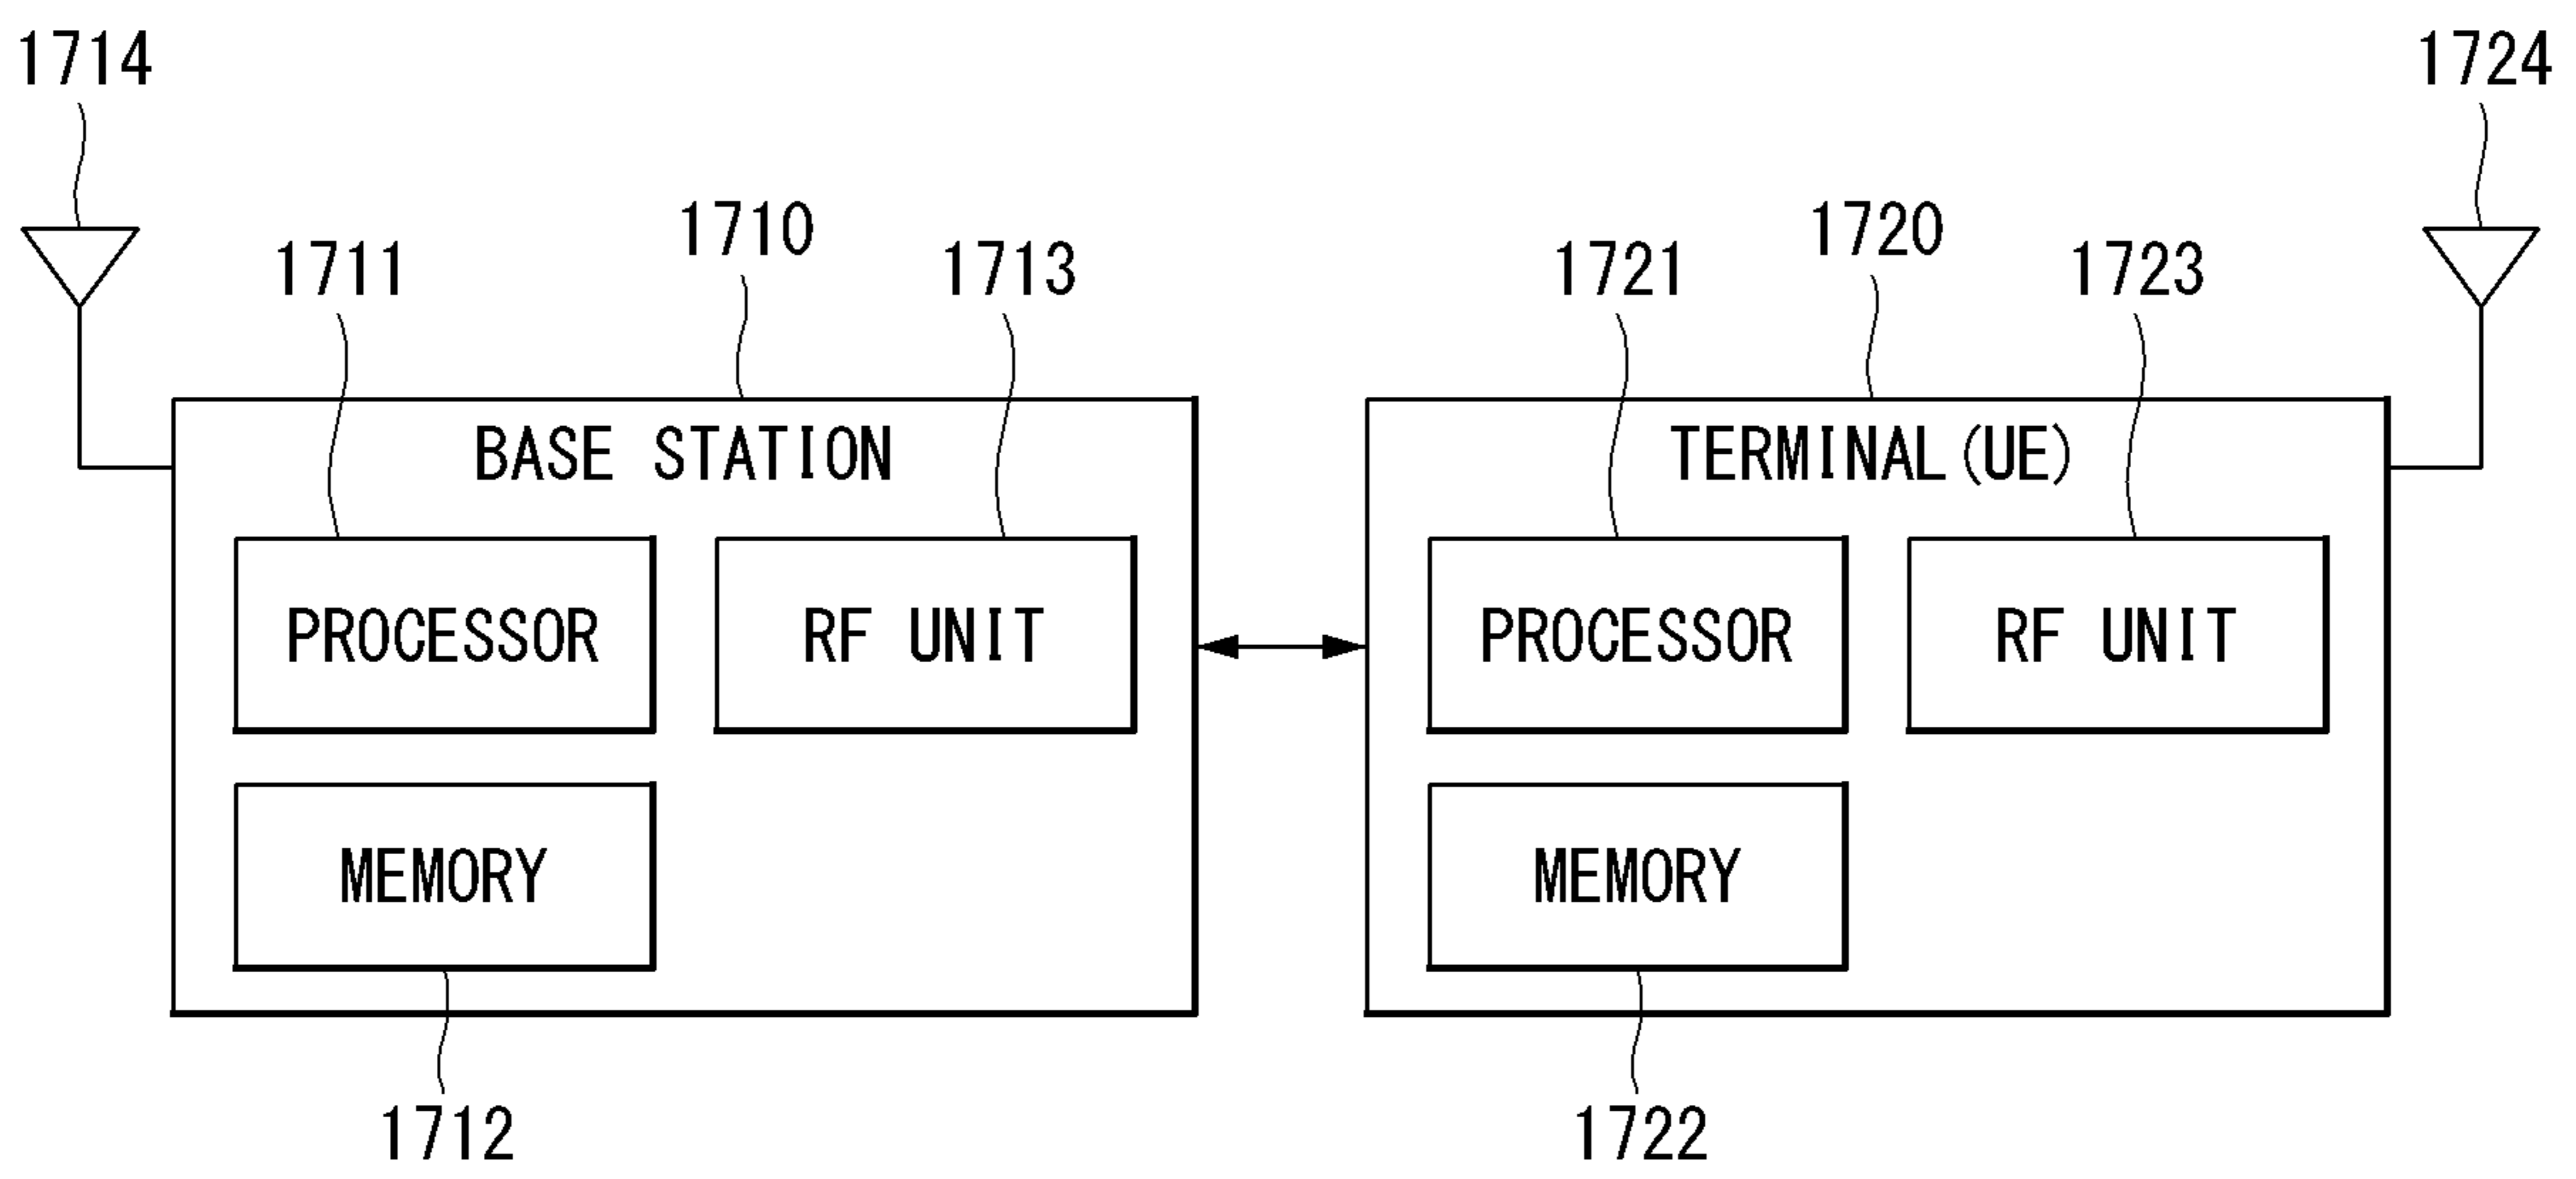 1714
1724
1710
1720
1711
1713
1721
1723
BASE STATION
TERMINAL(UE)
PROCESSOR
RF UNIT
PROCESSOR
RF UNIT
MEMORY
MEMORY
1712
1722